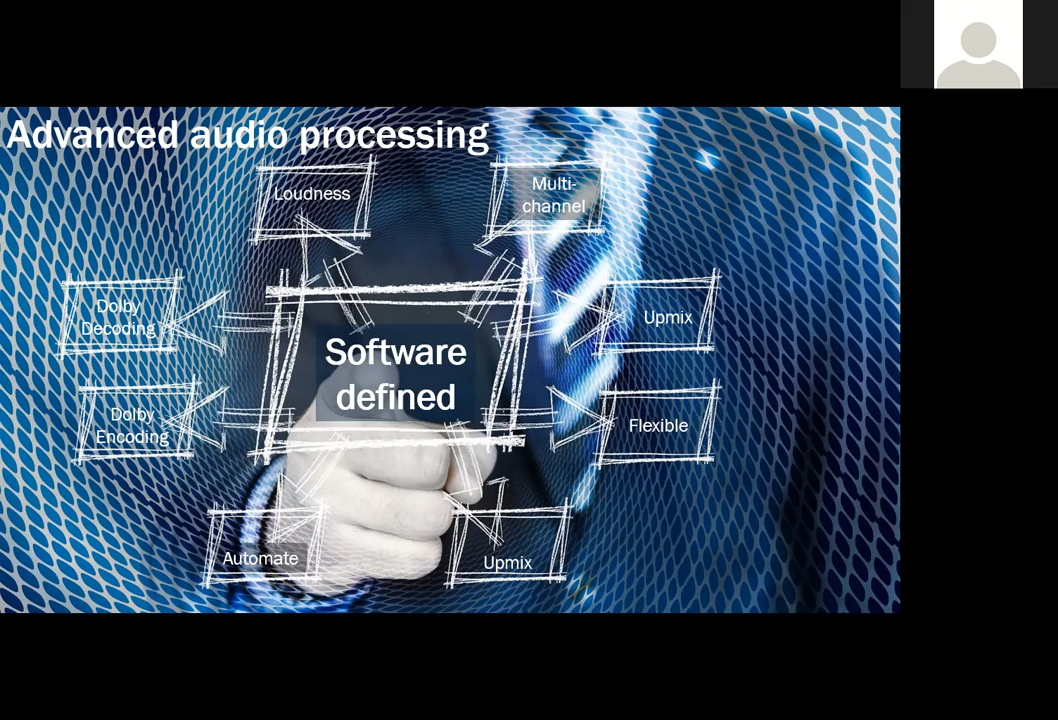 Advanced audio processing
Loudness
Multi-
channel
Dolby
Decoding
Upmix
Software
defined
Dolby
Encoding
Flexible
Automate
Upmix